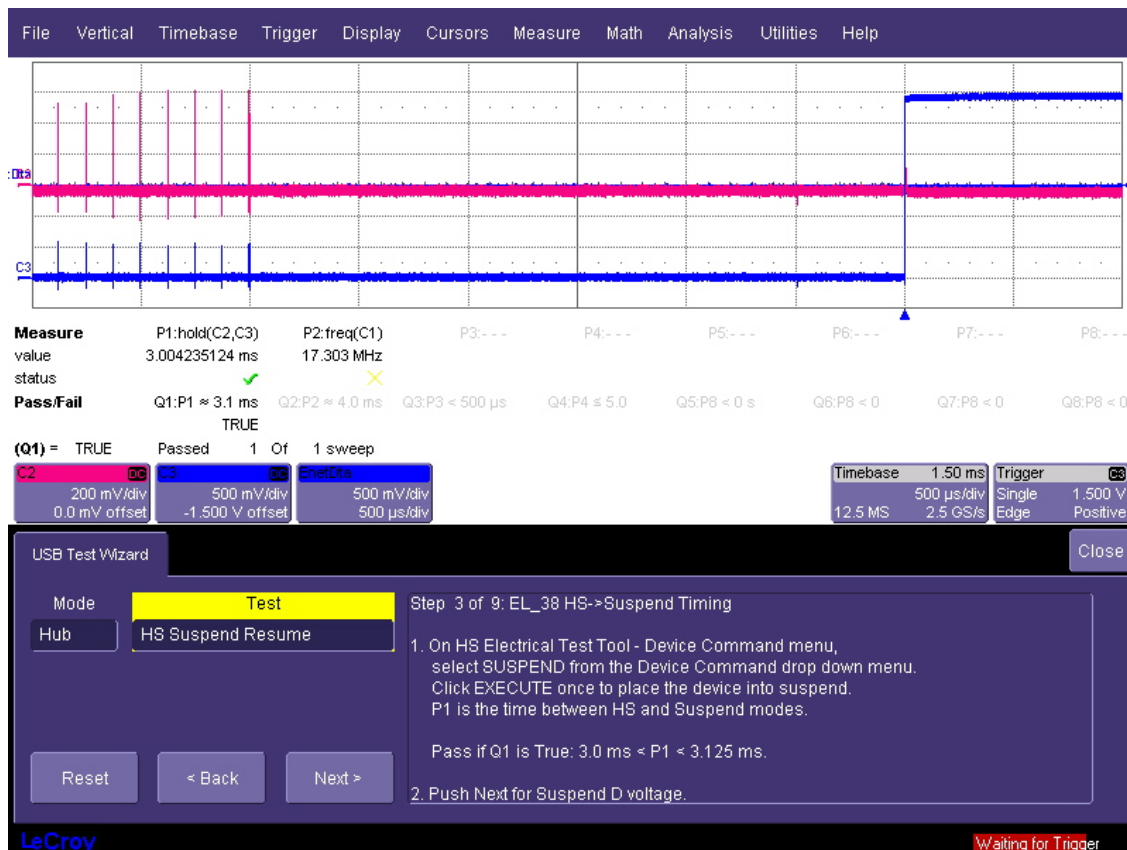 File Vertical Timebase Trigger Display Cursors Measure Math Analysis Utilities Help
C3
Measure P1:hold(C2,C3) P2:freq(C1) P3:- - - P4:- - - P5:- - - P6:- - - P7:- - - P8:- - -
value 3.004235124 ms 17.303 MHz
status
Pass/Fail Q1:P1 ≈ 3.1 ms Q2:P2 ≈ 4.0 ms Q3:P3 < 500 µs Q4:P4 ≤ 5.0 Q5:P8 < 0 s Q6:P8 < 0 Q7:P8 < 0 Q8:P8 < 0
TRUE
(Q1) = TRUE Passed 1 Of 1 sweep
C2 DC C3 DC EnetDta Timebase 1.50 ms Trigger C3
200 mV/div 500 mV/div 500 mV/div 500 µs/div Single 1.500 V
0.0 mV offset -1.500 V offset 500 µs/div 12.5 MS 2.5 GS/s Edge Positive
USB Test Wizard Close
Mode Test
Hub HS Suspend Resume
Step 3 of 9: EL_38 HS->Suspend Timing
1. On HS Electrical Test Tool - Device Command menu,
select SUSPEND from the Device Command drop down menu.
Click EXECUTE once to place the device into suspend.
P1 is the time between HS and Suspend modes.
Pass if Q1 is True: 3.0 ms < P1 < 3.125 ms.
2. Push Next for Suspend D voltage.
Reset < Back Next >
LeCroy Waiting for Trigger